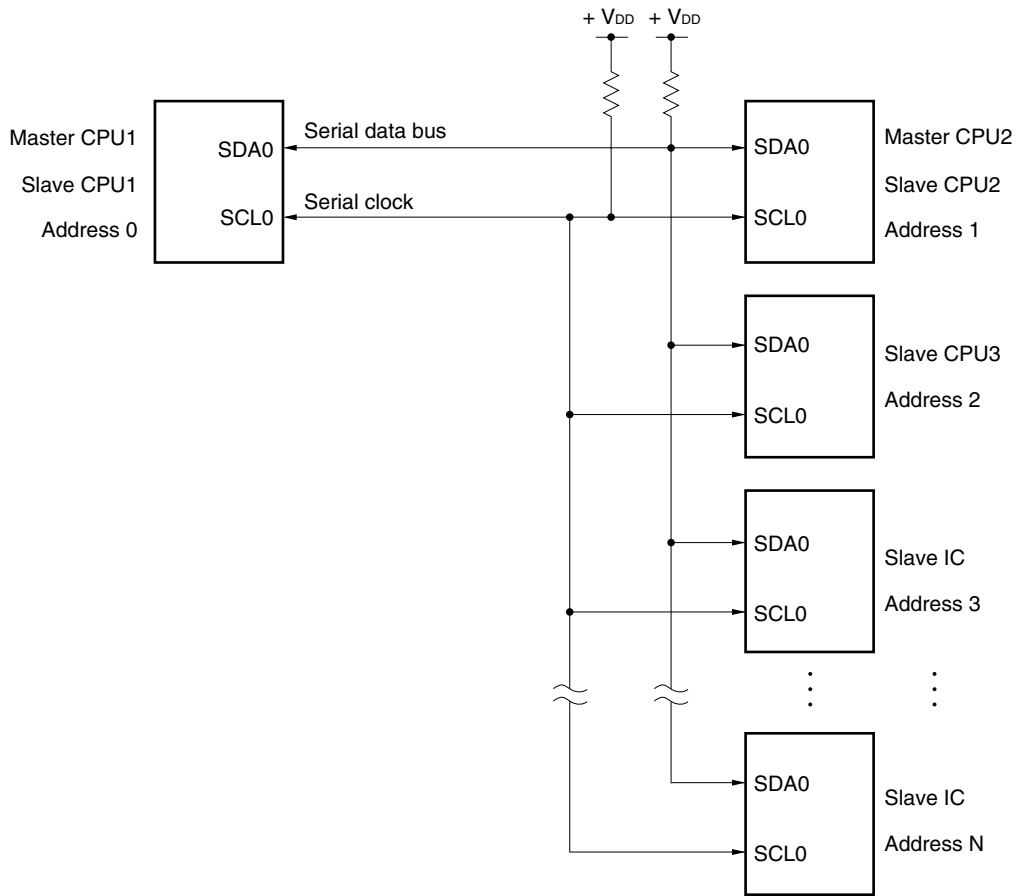 + VDD
+ VDD
Master CPU1
Slave CPU1
Address 0
SDA0
SCL0
Serial data bus
Serial clock
SDA0
SCL0
Master CPU2
Slave CPU2
Address 1
SDA0
SCL0
Slave CPU3
Address 2
SDA0
SCL0
Slave IC
Address 3
SDA0
SCL0
Slave IC
Address N